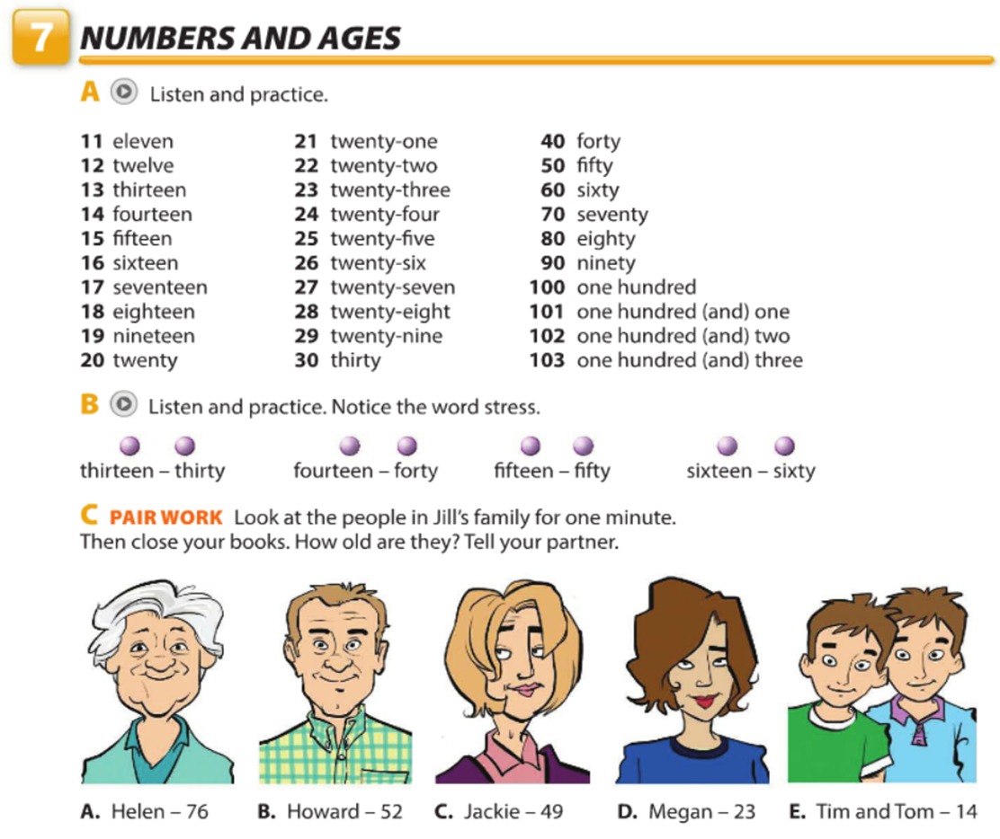 7 NUMBERS AND AGES
A Listen and practice.
11 eleven
12 twelve
13 thirteen
14 fourteen
15 fifteen
16 sixteen
17 seventeen
18 eighteen
19 nineteen
20 twenty
21 twenty-one
22 twenty-two
23 twenty-three
24 twenty-four
25 twenty-five
26 twenty-six
27 twenty-seven
28 twenty-eight
29 twenty-nine
30 thirty
40 forty
50 fifty
60 sixty
70 seventy
80 eighty
90 ninety
100 one hundred
101 one hundred (and) one
102 one hundred (and) two
103 one hundred (and) three
B Listen and practice. Notice the word stress.
thirteen – thirty
fourteen – forty
fifteen – fifty
sixteen – sixty
C PAIR WORK Look at the people in Jill's family for one minute.
Then close your books. How old are they? Tell your partner.
A. Helen – 76
B. Howard – 52
C. Jackie – 49
D. Megan – 23
E. Tim and Tom – 14